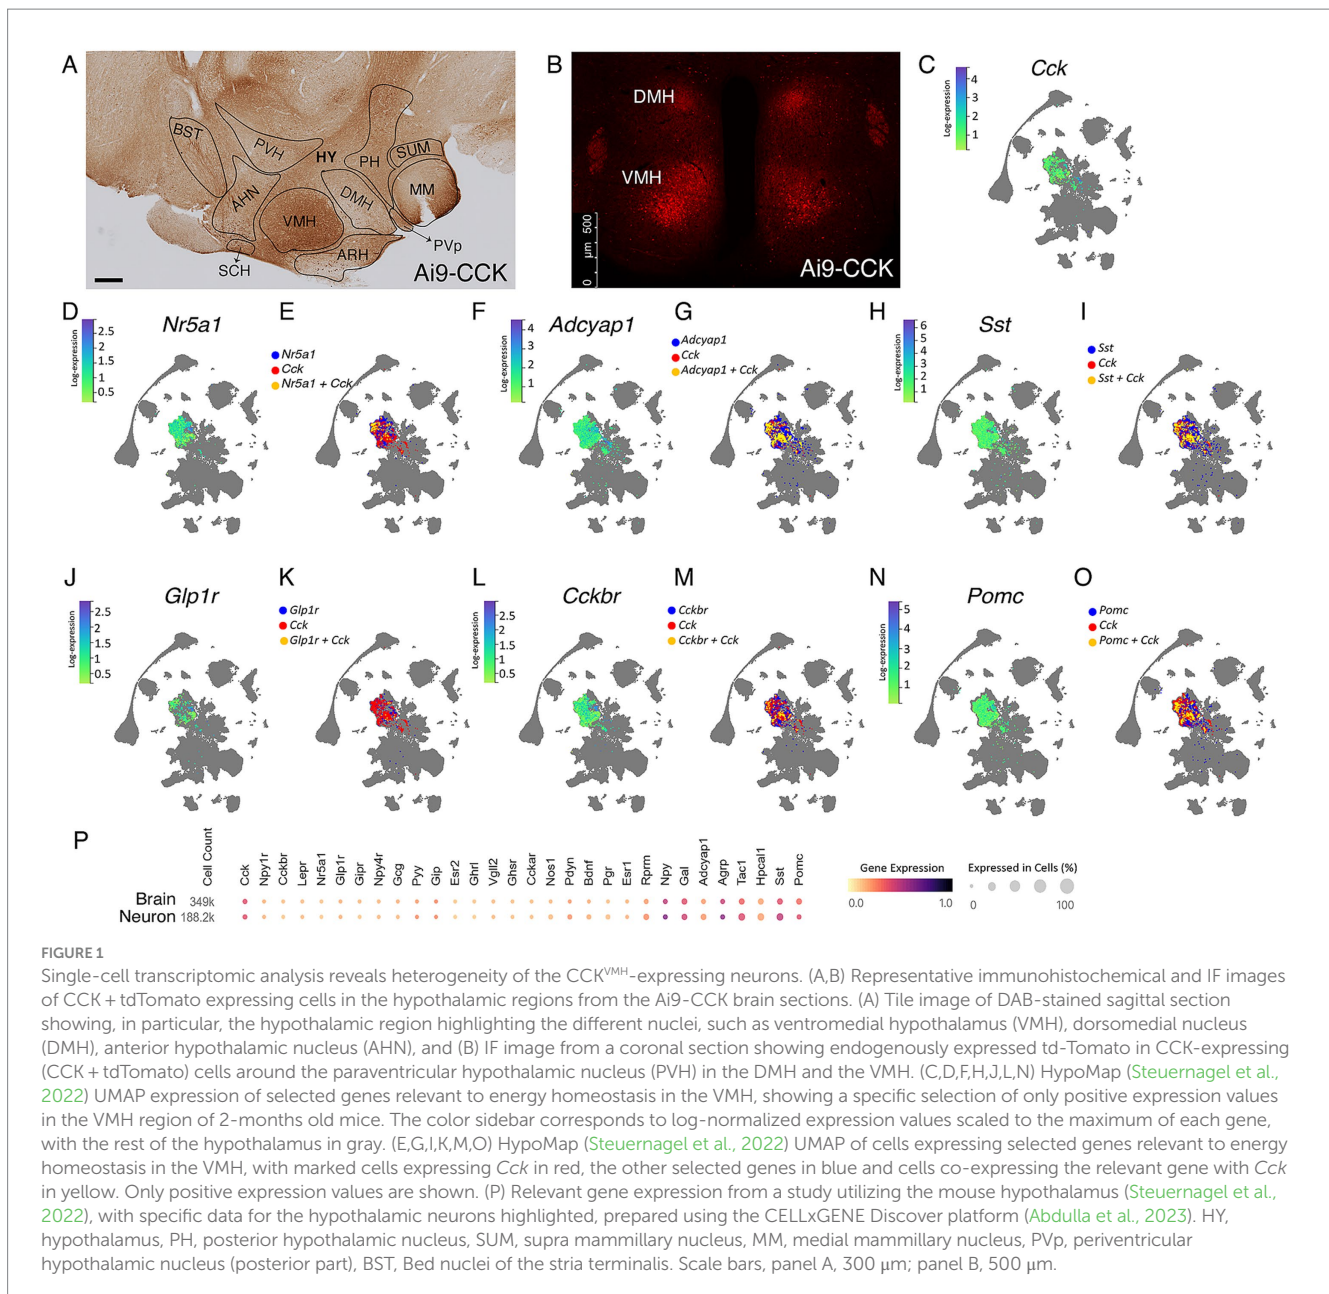 A
BST
PVH
HY
PH
SUM
MM
AHN
VMH
DMH
ARH
PVp
SCH
Ai9-CCK
B
DMH
VMH
0 µm 500
Ai9-CCK
C
Cck
Log-expression
4
3
2
1
D
Nr5a1
Log-expression
2.5
2
1.5
1
0.5
E
Nr5a1
Cck
Nr5a1 + Cck
F
Adcyap1
Log-expression
4
3
2
1
G
Adcyap1
Cck
Adcyap1 + Cck
H
Sst
Log-expression
6
5
4
3
2
1
I
Sst
Cck
Sst + Cck
J
Glp1r
Log-expression
2.5
2
1.5
1
0.5
K
Glp1r
Cck
Glp1r + Cck
L
Cckbr
Log-expression
2.5
2
1.5
1
0.5
M
Cckbr
Cck
Cckbr + Cck
N
Pomc
Log-expression
5
4
3
2
1
O
Pomc
Cck
Pomc + Cck
P
Cell Count
Cck
Npy1r
Cckbr
Lepr
Nr5a1
Glp1r
Gipr
Npy4r
Gcg
Pyy
Gip
Esr2
Ghrl
Vgll2
Ghsr
Cckar
Nos1
Pdyn
Bdnf
Pgr
Esr1
Rprm
Npy
Gal
Adcyap1
Agrp
Tac1
Hpcal1
Sst
Pomc
Brain 349k
Neuron 188.2k
Gene Expression
0.0 1.0
Expressed in Cells (%)
0 100
FIGURE 1
Single-cell transcriptomic analysis reveals heterogeneity of the CCKVMH-expressing neurons. (A,B) Representative immunohistochemical and IF images
of CCK + tdTomato expressing cells in the hypothalamic regions from the Ai9-CCK brain sections. (A) Tile image of DAB-stained sagittal section
showing, in particular, the hypothalamic region highlighting the different nuclei, such as ventromedial hypothalamus (VMH), dorsomedial nucleus
(DMH), anterior hypothalamic nucleus (AHN), and (B) IF image from a coronal section showing endogenously expressed td-Tomato in CCK-expressing
(CCK + tdTomato) cells around the paraventricular hypothalamic nucleus (PVH) in the DMH and the VMH. (C,D,F,H,J,L,N) HypoMap (Steuernagel et al.,
2022) UMAP expression of selected genes relevant to energy homeostasis in the VMH, showing a specific selection of only positive expression values
in the VMH region of 2-months old mice. The color sidebar corresponds to log-normalized expression values scaled to the maximum of each gene,
with the rest of the hypothalamus in gray. (E,G,I,K,M,O) HypoMap (Steuernagel et al., 2022) UMAP of cells expressing selected genes relevant to energy
homeostasis in the VMH, with marked cells expressing Cck in red, the other selected genes in blue and cells co-expressing the relevant gene with Cck
in yellow. Only positive expression values are shown. (P) Relevant gene expression from a study utilizing the mouse hypothalamus (Steuernagel et al.,
2022), with specific data for the hypothalamic neurons highlighted, prepared using the CELLxGENE Discover platform (Abdulla et al., 2023). HY,
hypothalamus, PH, posterior hypothalamic nucleus, SUM, supra mammillary nucleus, MM, medial mammillary nucleus, PVp, periventricular
hypothalamic nucleus (posterior part), BST, Bed nuclei of the stria terminalis. Scale bars, panel A, 300 µm; panel B, 500 µm.